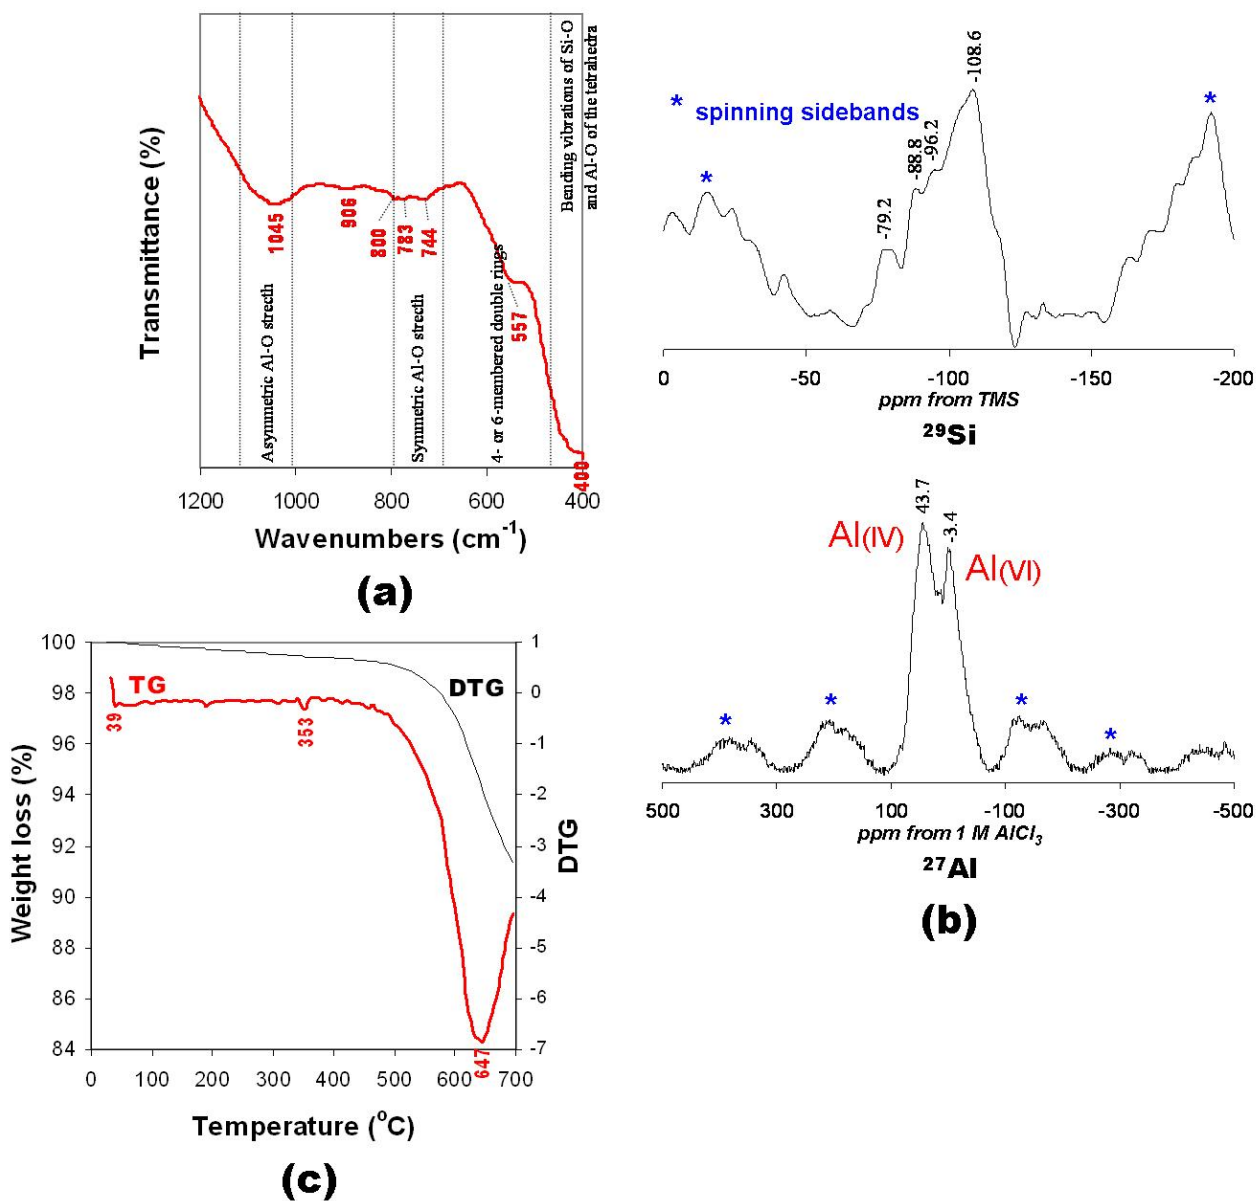 Transmittance (%)
1045
906
800
783
744
557
400
Asymmetric Al-O strecth
Symmetric Al-O strecth
4- or 6-membered double rings
Bending vibrations of Si-O
and Al-O of the tetrahedra
1200 1000 800 600 400
Wavenumbers (cm⁻¹)
(a)
* spinning sidebands
*
*
-79.2
-88.8
-96.2
-108.6
0 -50 -100 -150 -200
ppm from TMS
²⁹Si
Al(IV)
43.7
-3.4
Al(VI)
*
*
*
*
500 300 100 -100 -300 -500
ppm from 1 M AlCl₃
²⁷Al
(b)
Weight loss (%)
100
98
96
94
92
90
88
86
84
TG
DTG
39
353
647
1
0
-1
-2
-3
-4
-5
-6
-7
DTG
0 100 200 300 400 500 600 700
Temperature (°C)
(c)